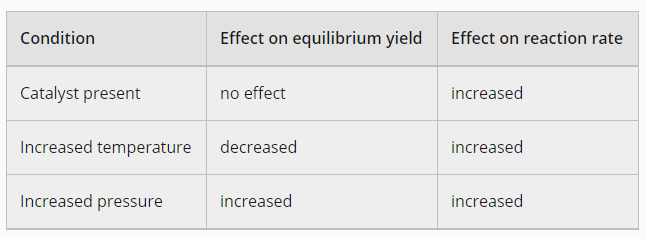 Condition Effect on equilibrium yield Effect on reaction rate
Catalyst present no effect increased
Increased temperature decreased increased
Increased pressure increased increased